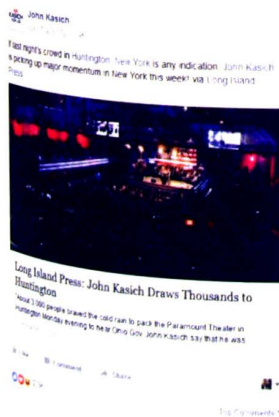 John Kasich
If last night's crowd in Huntington, New York is any indication, John Kasich
is picking up major momentum in New York this week! via Long Island
Press
Long Island Press: John Kasich Draws Thousands to
Huntington
"About 3,000 people braved the cold rain to pack the Paramount Theater in
Huntington Monday evening to hear Ohio Gov. John Kasich say that he was
Like Comment Share
Top Comments